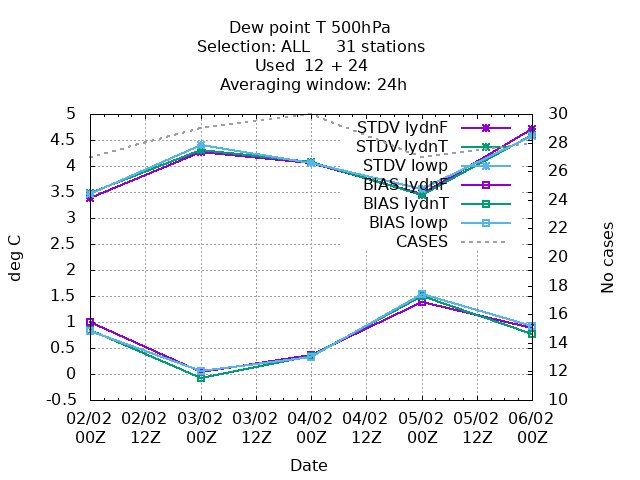 Dew point T 500hPa
Selection: ALL     31 stations
Used  12 + 24
Averaging window: 24h
deg C
No cases
5
4.5
4
3.5
3
2.5
2
1.5
1
0.5
0
-0.5
30
28
26
24
22
20
18
16
14
12
10
STDV lydnF
STDV lydnT
STDV lowp
BIAS lydnF
BIAS lydnT
BIAS lowp
CASES
02/02 02/02 03/02 03/02 04/02 04/02 05/02 05/02 06/02
00Z 12Z 00Z 12Z 00Z 12Z 00Z 12Z 00Z
Date